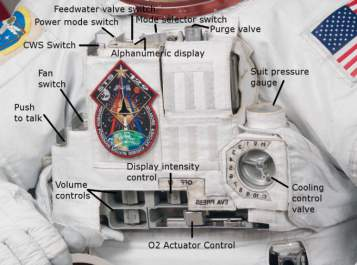 Feedwater valve switch
Power mode switch
Mode selector switch
Purge valve
CWS Switch
Alphanumeric display
Fan
switch
Suit pressure
gauge
Push
to talk
Display intensity
control
OFF
Volume
controls
Cooling
control
valve
O2 Actuator Control